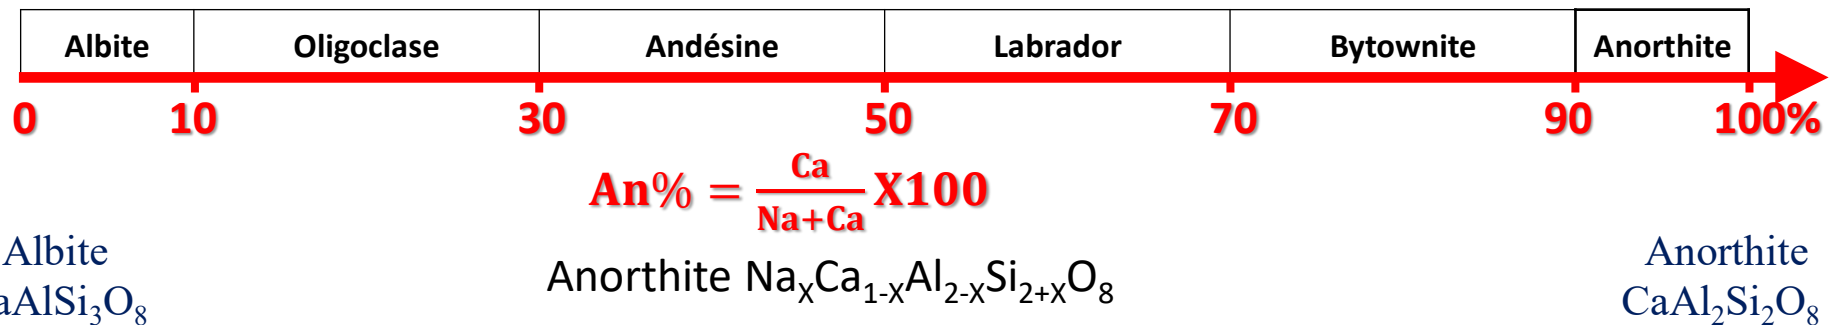 Albite Oligoclase Andésine Labrador Bytownite Anorthite
0 10 30 50 70 90 100%
An% = Ca/Na+Ca X100
Albite
aAlSi₃O₈
Anorthite NaₓCa₁₋ₓAl₂₋ₓSi₂₊ₓO₈
Anorthite
CaAl₂Si₂O₈